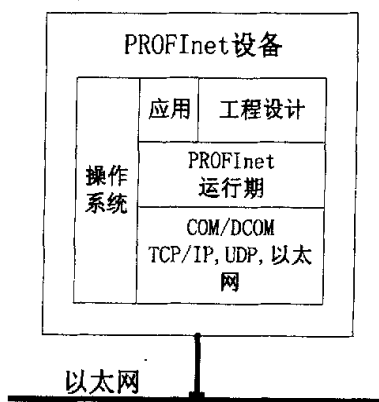 PROFInet设备
应用
工程设计
操作
系统
PROFInet
运行期
COM/DCOM
TCP/IP,UDP,以太
网
以太网